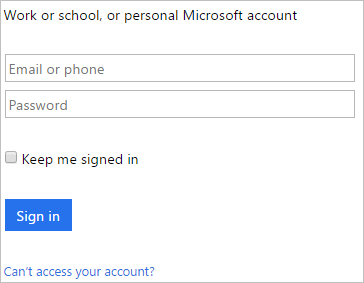 Work or school, or personal Microsoft account
Email or phone
Password
Keep me signed in
Sign in
Can't access your account?